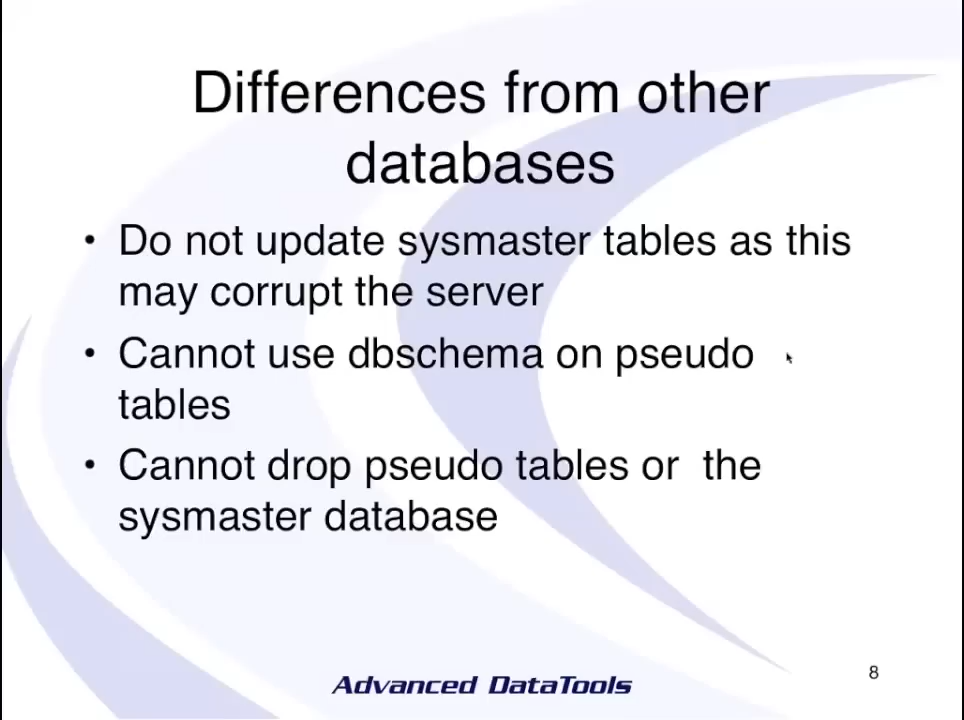 Differences from other
databases
• Do not update sysmaster tables as this
may corrupt the server
• Cannot use dbschema on pseudo
tables
• Cannot drop pseudo tables or  the
sysmaster database
Advanced DataTools
8